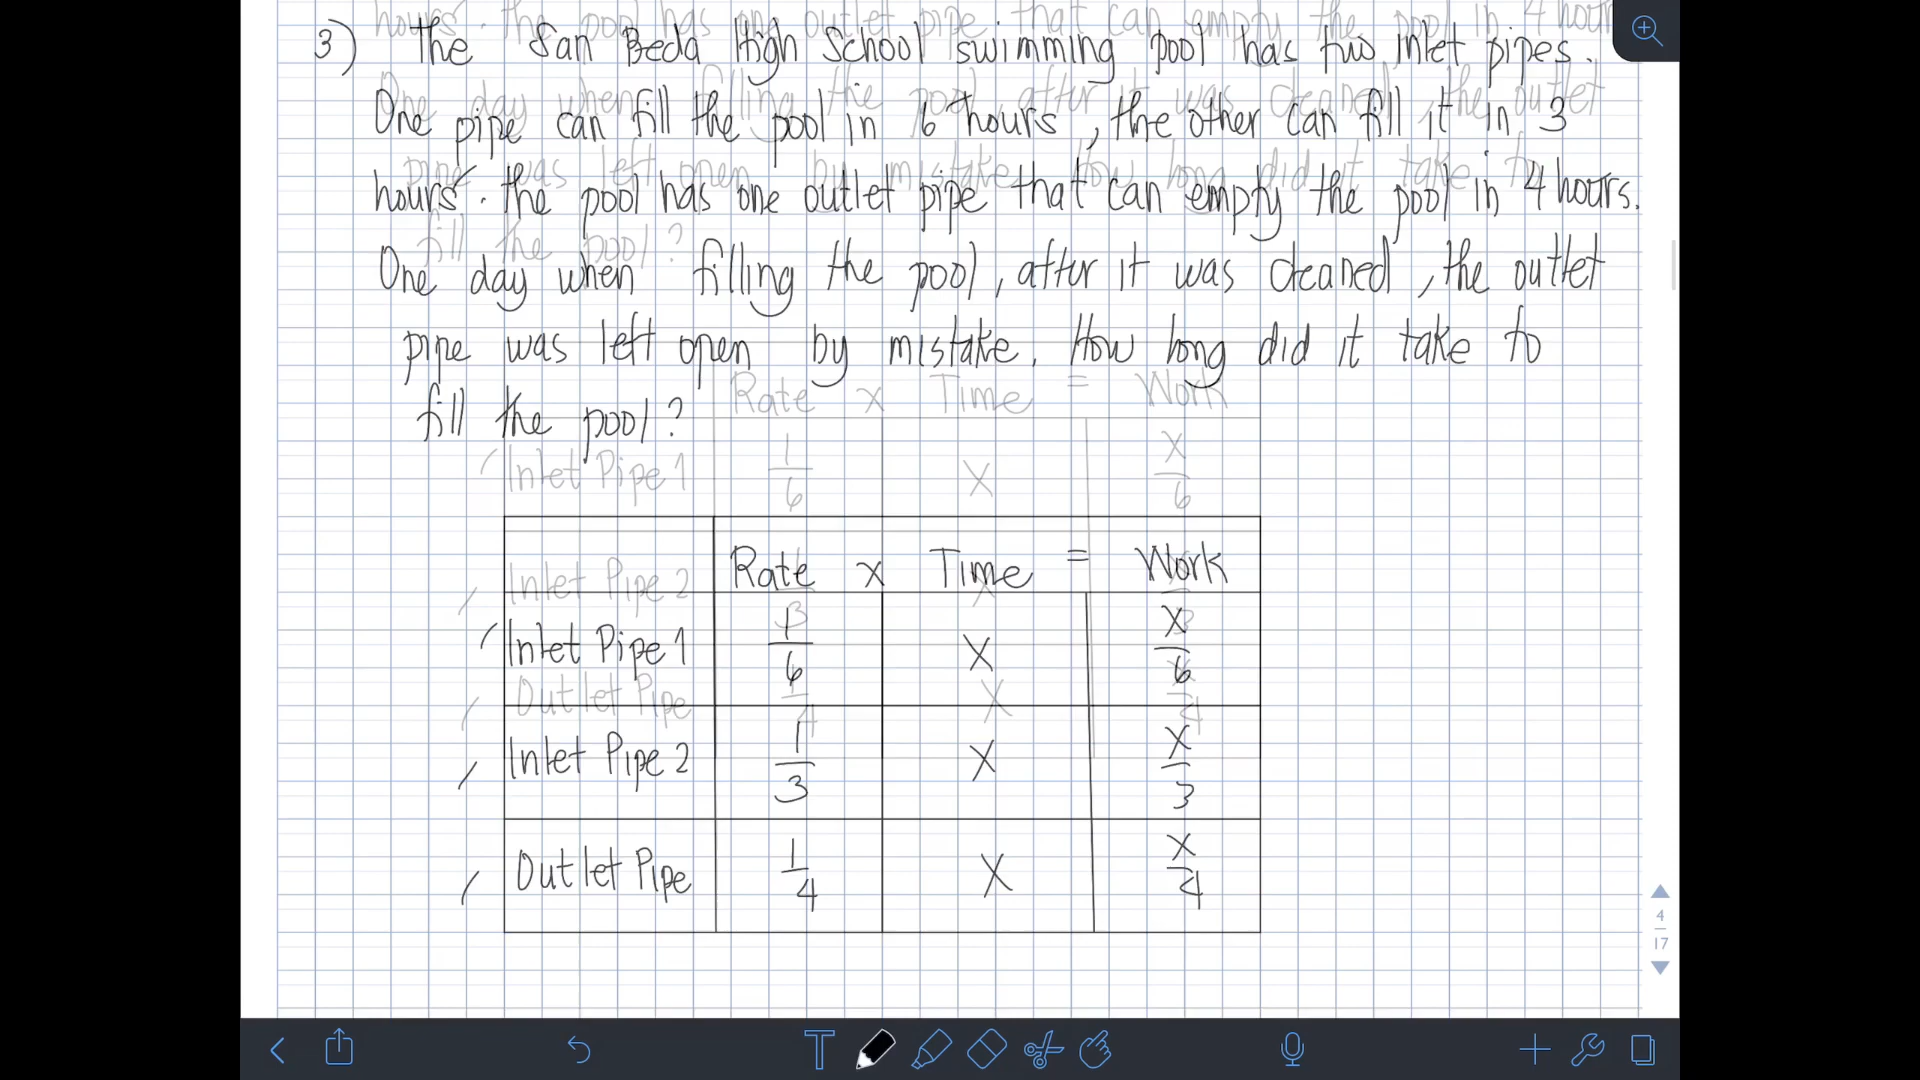 3) the San Beda High School swimming pool has two inlet pipes.
One pipe can fill the pool in 6 hours, the other can fill it in 3
hours. the pool has one outlet pipe that can empty the pool in 4 hours.
One day when filling the pool, after it was cleaned, the outlet
pipe was left open by mistake. How long did it take to
fill the pool?
Rate x Time = Work
Inlet Pipe 1 1/6 x x/6
Inlet Pipe 2 1/3 x x/3
Outlet Pipe 1/4 x x/4
4
17